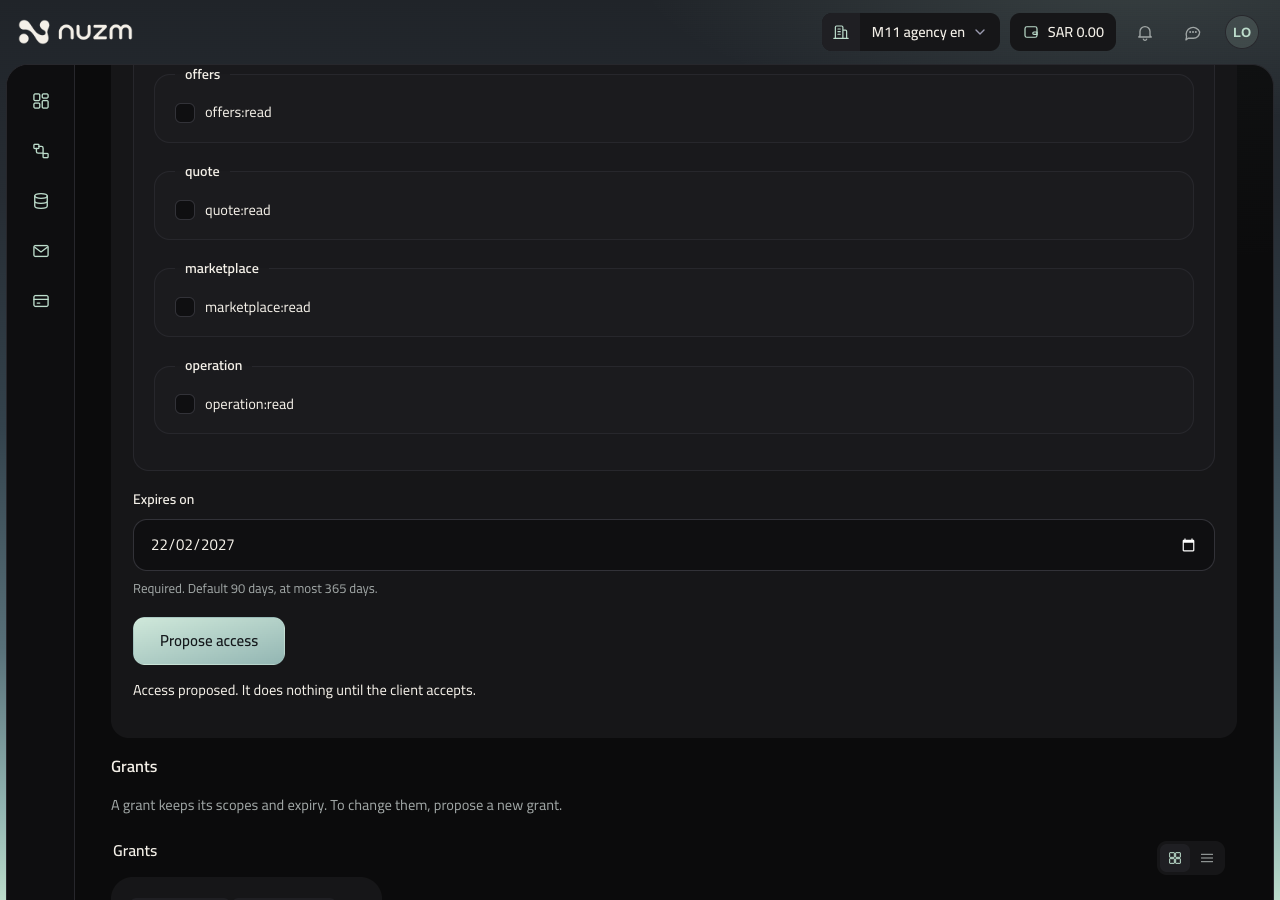 nuzm
M11 agency en
SAR 0.00
LO
offers
offers:read
quote
quote:read
marketplace
marketplace:read
operation
operation:read
Expires on
22/02/2027
Required. Default 90 days, at most 365 days.
Propose access
Access proposed. It does nothing until the client accepts.
Grants
A grant keeps its scopes and expiry. To change them, propose a new grant.
Grants